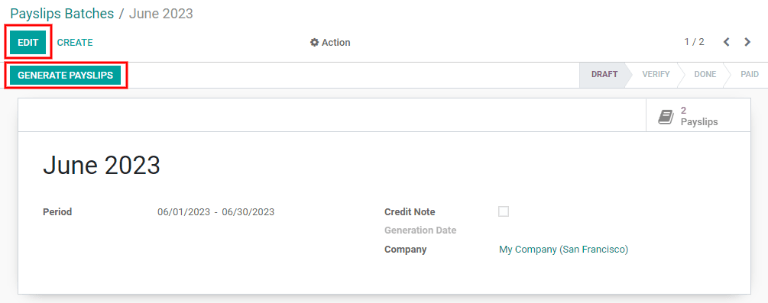 Payslips Batches / June 2023
EDIT CREATE Action 1 / 2
GENERATE PAYSLIPS DRAFT VERIFY DONE PAID
2
Payslips
June 2023
Period 06/01/2023 - 06/30/2023 Credit Note
Generation Date
Company My Company (San Francisco)